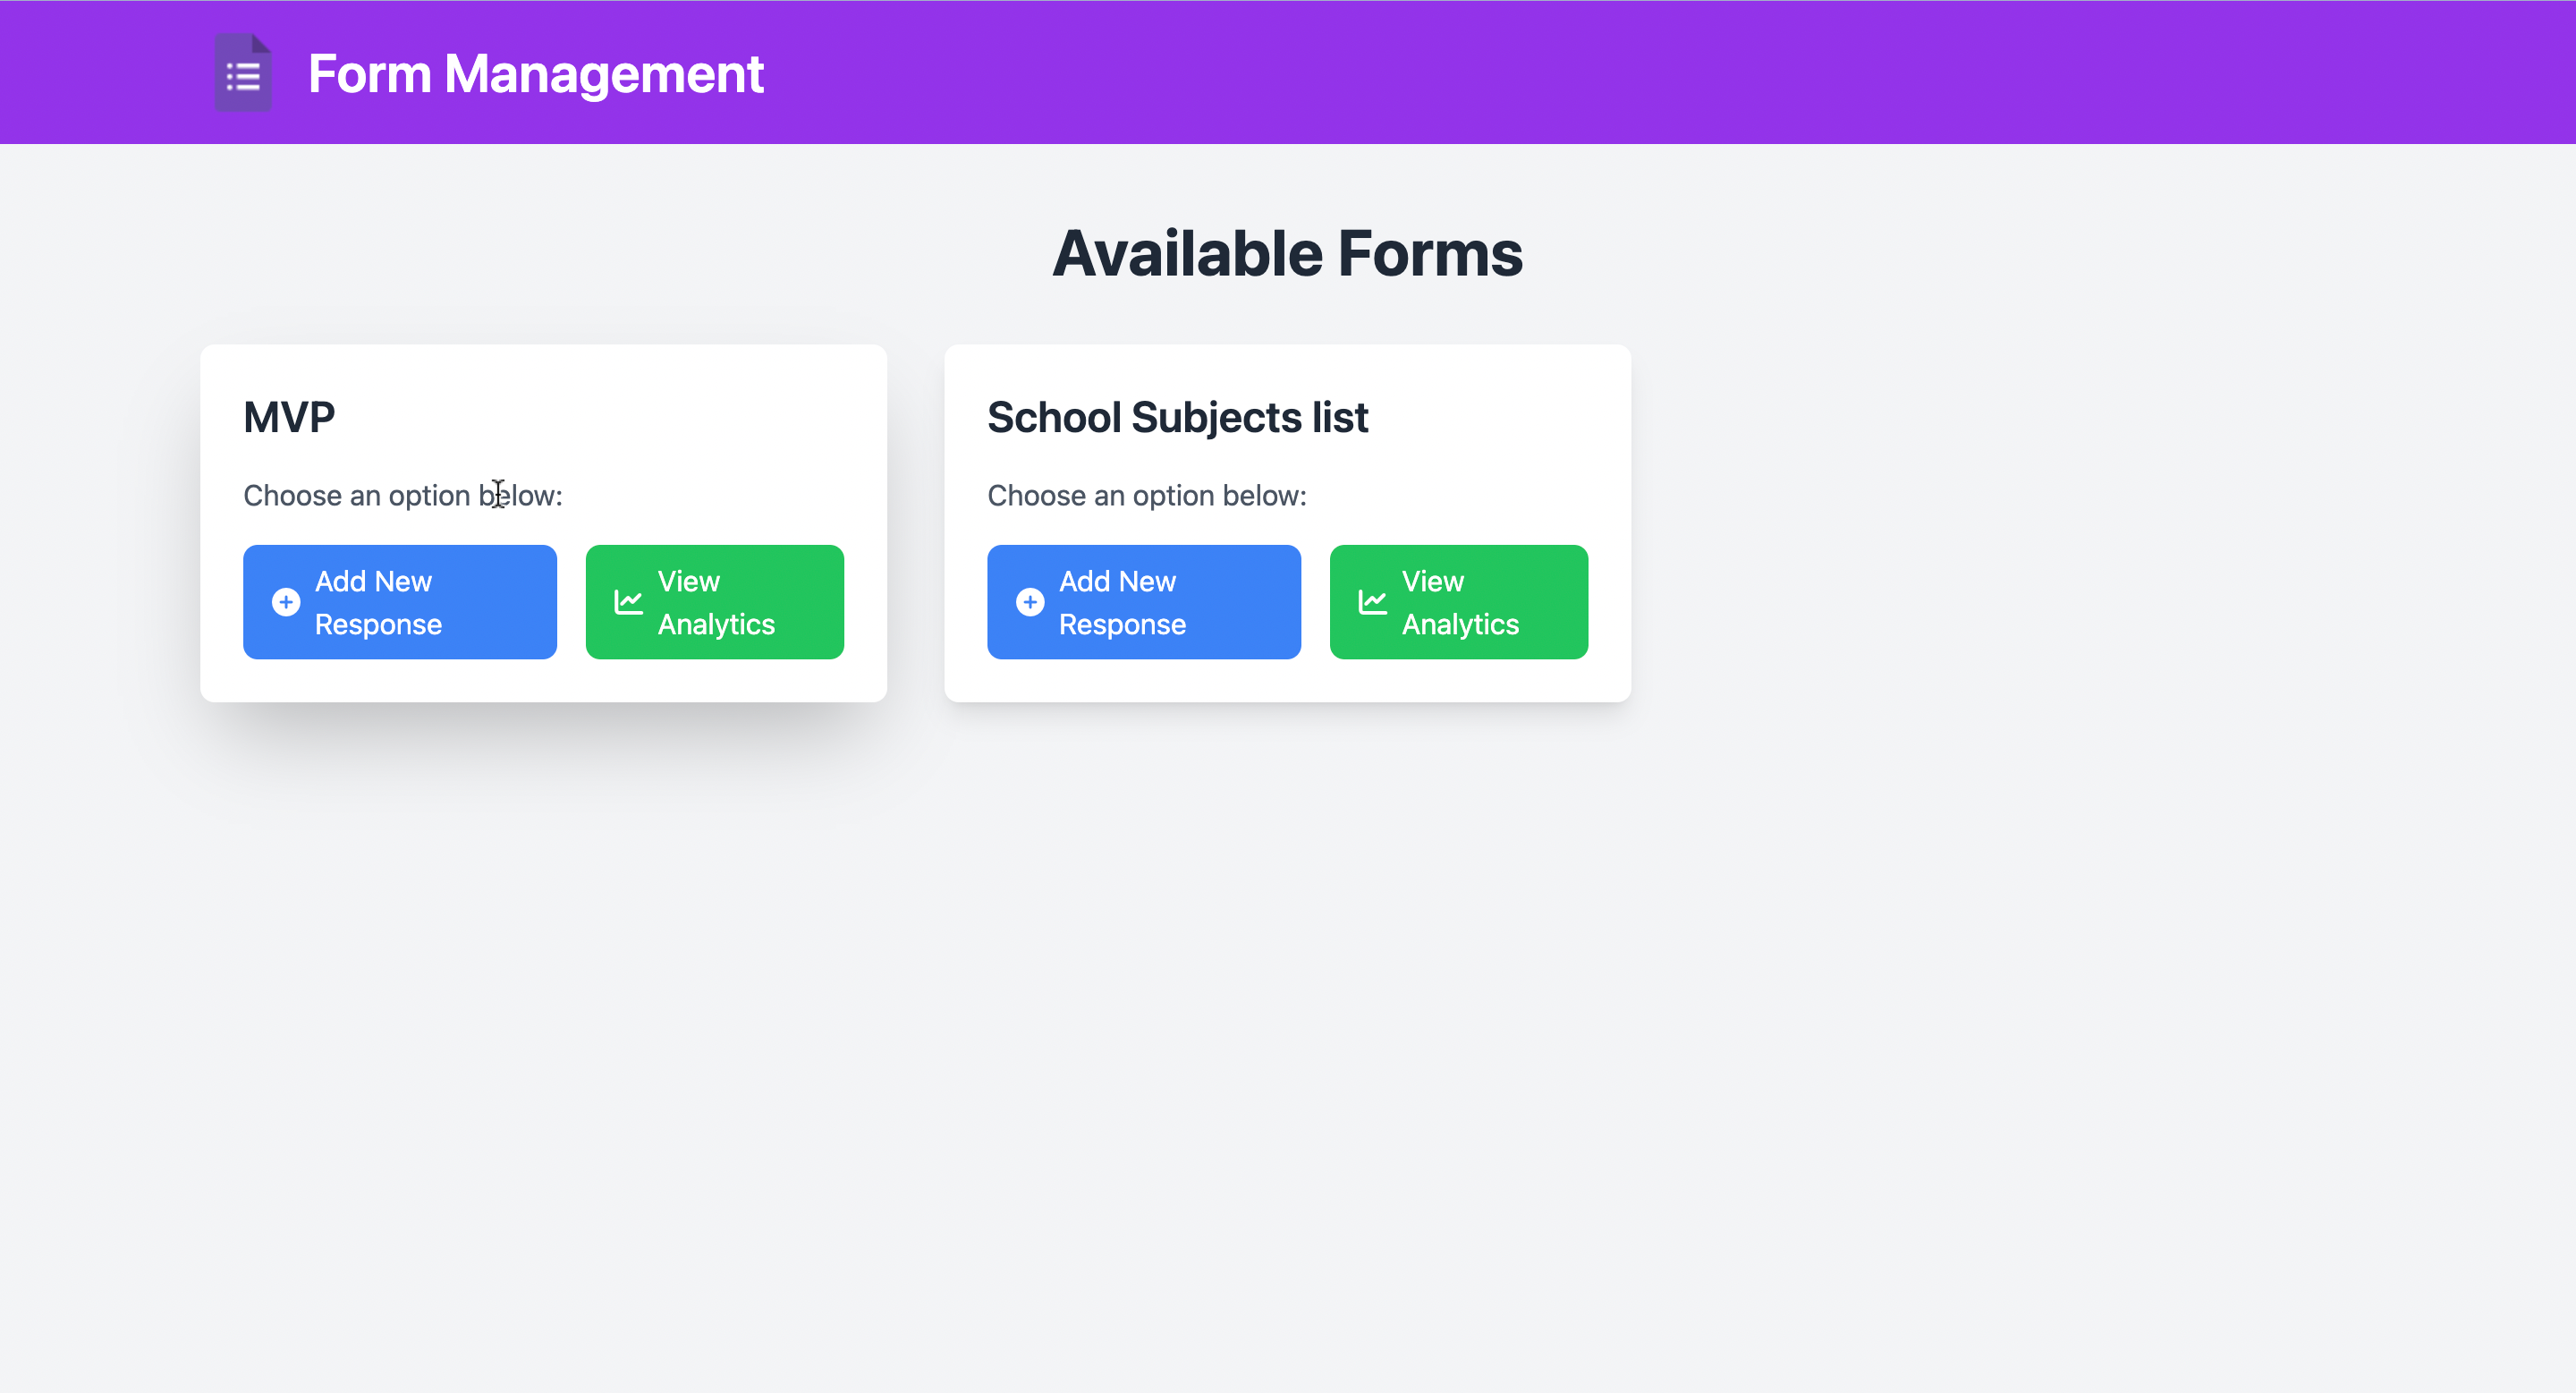 Form Management
Available Forms
MVP
Choose an option below:
Add New
Response
View
Analytics
School Subjects list
Choose an option below:
Add New
Response
View
Analytics